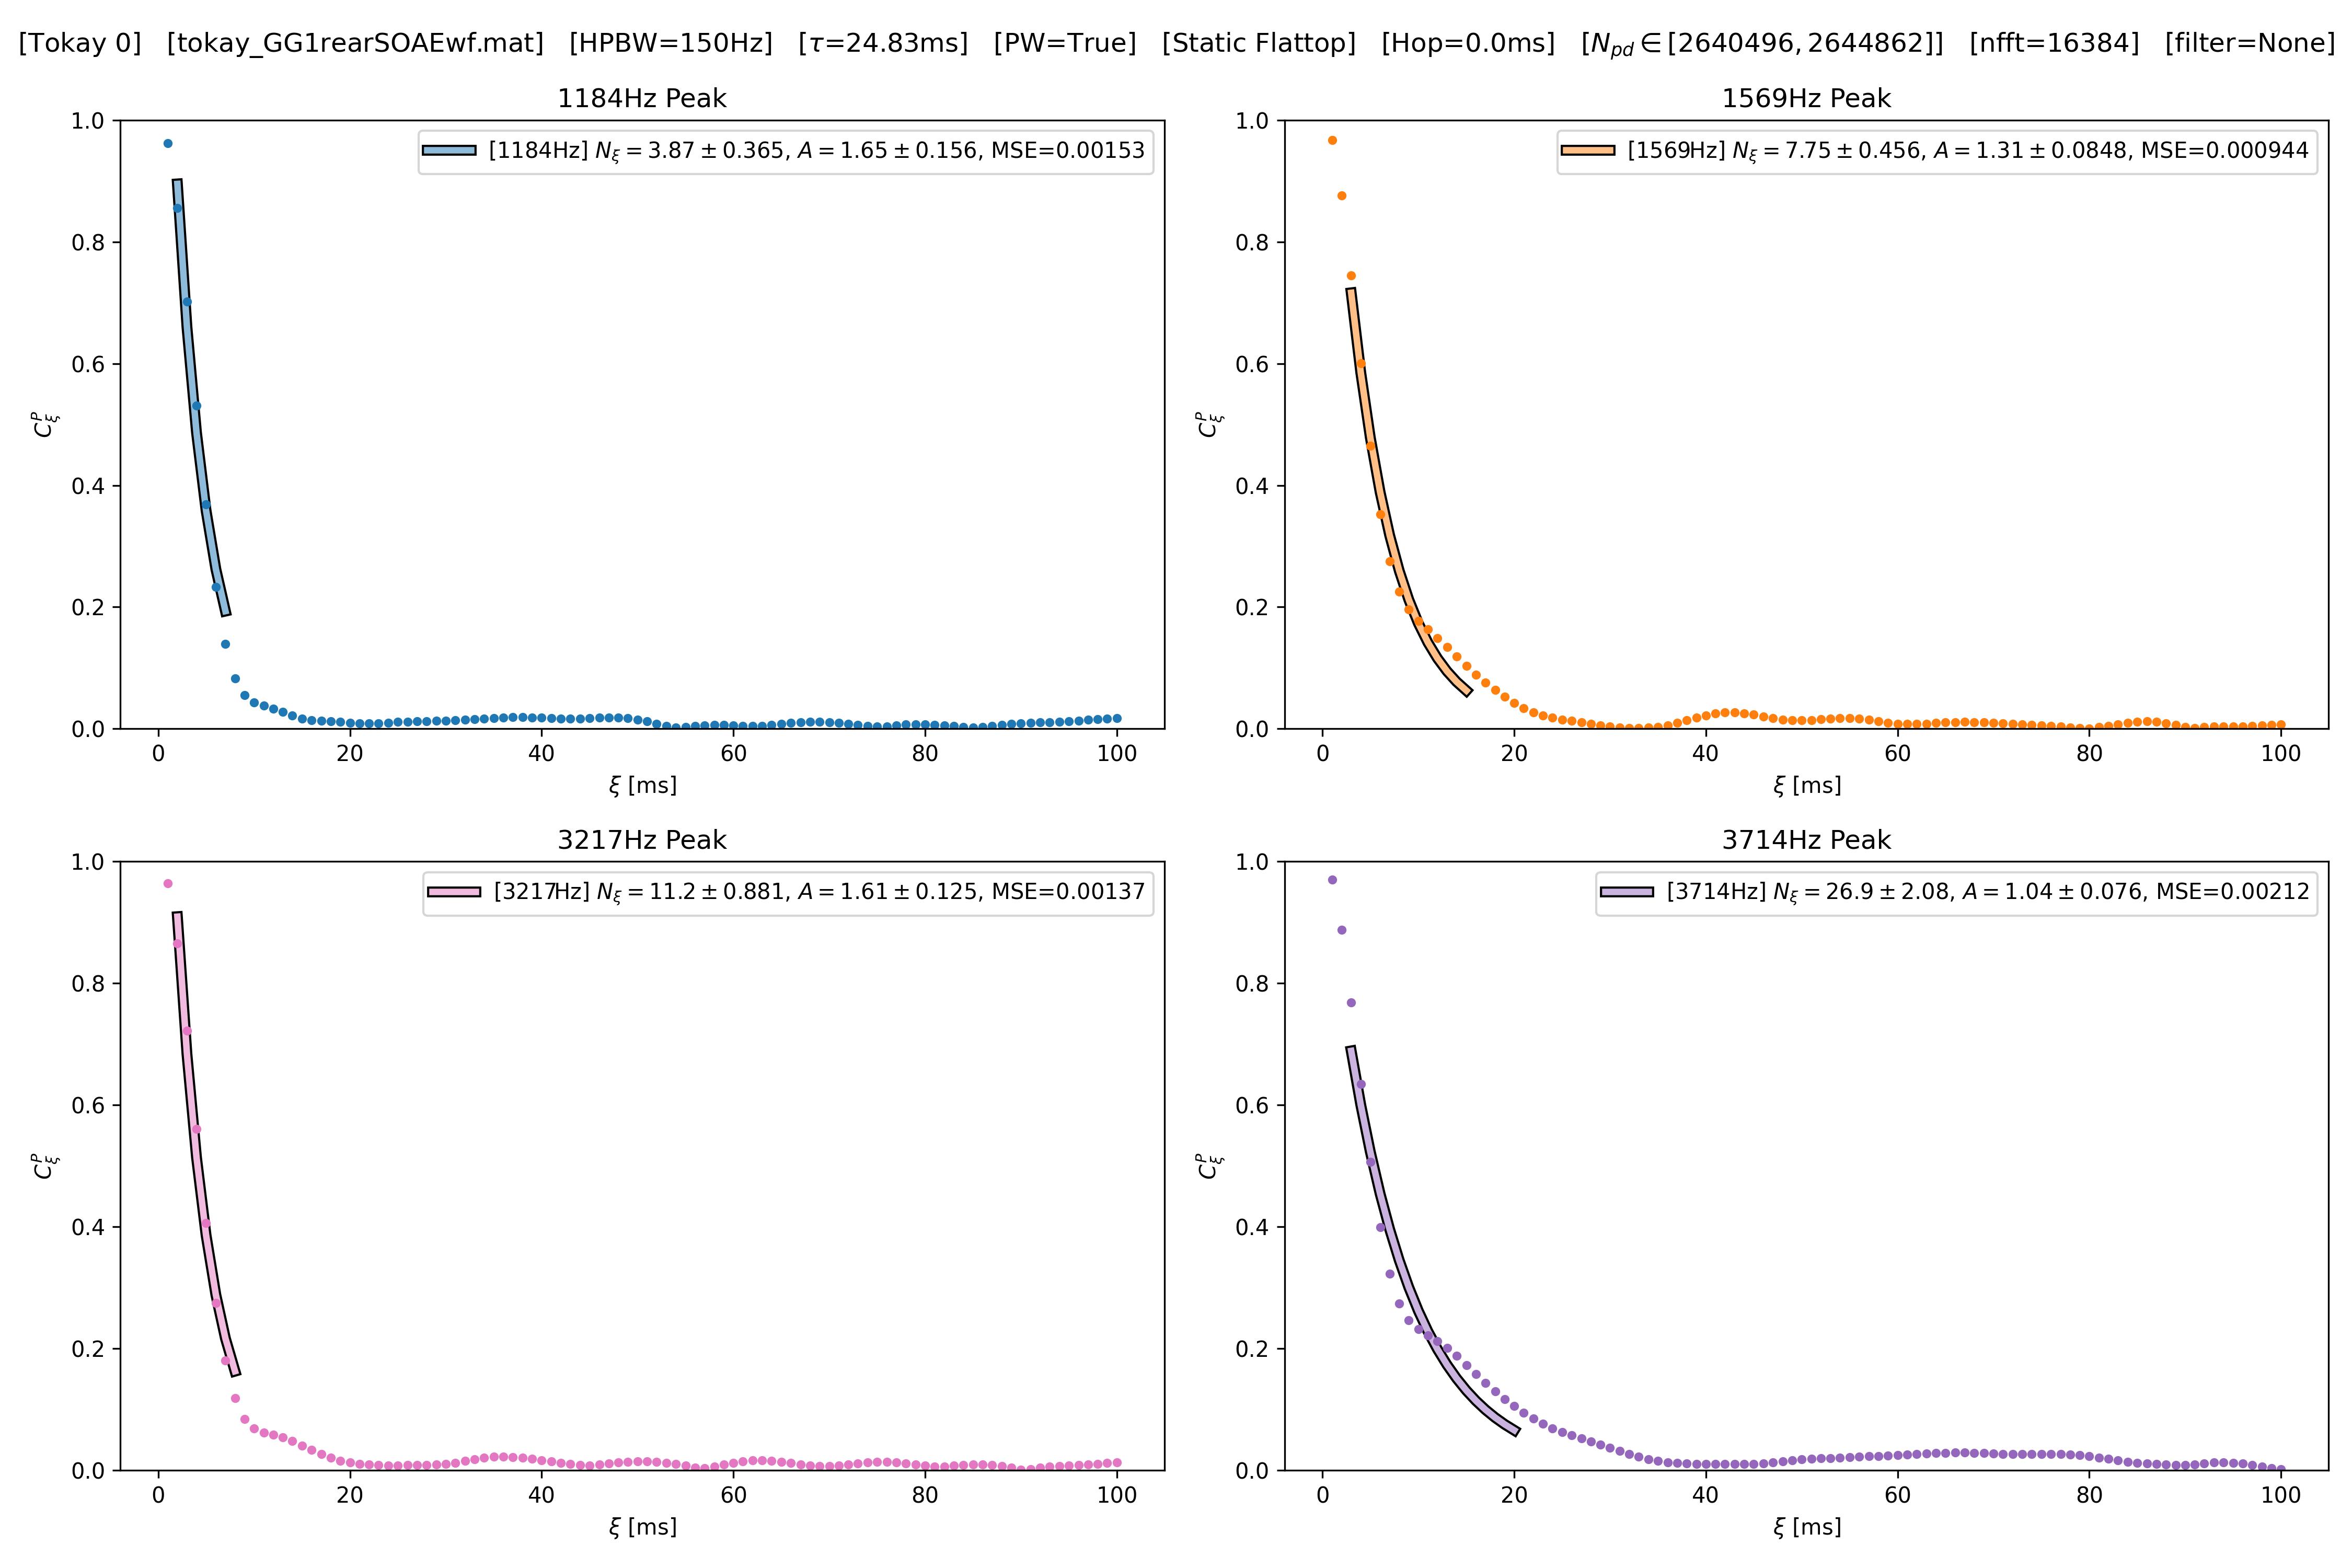 [Tokay 0] [tokay_GG1rearSOAEwf.mat] [HPBW=150Hz] [τ=24.83ms] [PW=True] [Static Flattop] [Hop=0.0ms] [N_pd ∈ [2640496, 2644862]] [nfft=16384] [filter=None]
1184Hz Peak
[1184Hz] N_ξ = 3.87 ± 0.365, A = 1.65 ± 0.156, MSE=0.00153
1.0
0.8
0.6
0.4
0.2
0.0
C_ξ^P
0 20 40 60 80 100
ξ [ms]
1569Hz Peak
[1569Hz] N_ξ = 7.75 ± 0.456, A = 1.31 ± 0.0848, MSE=0.000944
1.0
0.8
0.6
0.4
0.2
0.0
C_ξ^P
0 20 40 60 80 100
ξ [ms]
3217Hz Peak
[3217Hz] N_ξ = 11.2 ± 0.881, A = 1.61 ± 0.125, MSE=0.00137
1.0
0.8
0.6
0.4
0.2
0.0
C_ξ^P
0 20 40 60 80 100
ξ [ms]
3714Hz Peak
[3714Hz] N_ξ = 26.9 ± 2.08, A = 1.04 ± 0.076, MSE=0.00212
1.0
0.8
0.6
0.4
0.2
0.0
C_ξ^P
0 20 40 60 80 100
ξ [ms]